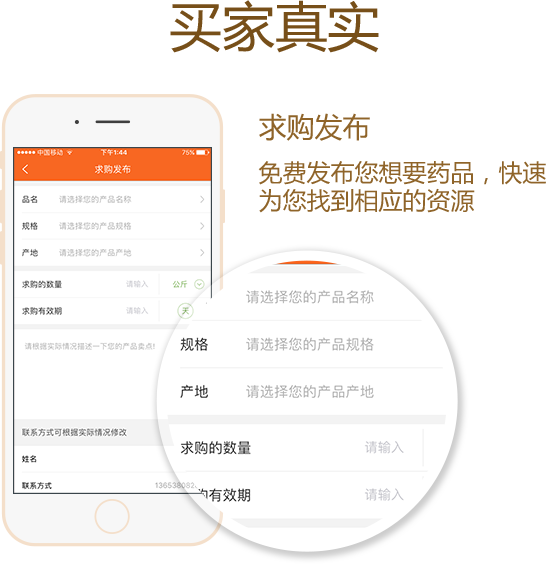 买家真实
求购发布
免费发布您想要药品，快速
为您找到相应的资源
中国移动 下午1:44 75%
求购发布
品名 请选择您的产品名称
规格 请选择您的产品规格
产地 请选择您的产品产地
求购的数量 请输入 公斤
求购有效期 请输入 天
请根据实际情况描述一下您的产品卖点!
联系方式可根据实际情况修改
姓名
联系方式
请选择您的产品名称
规格 请选择您的产品规格
产地 请选择您的产品产地
求购的数量 请输入
购有效期 请输入